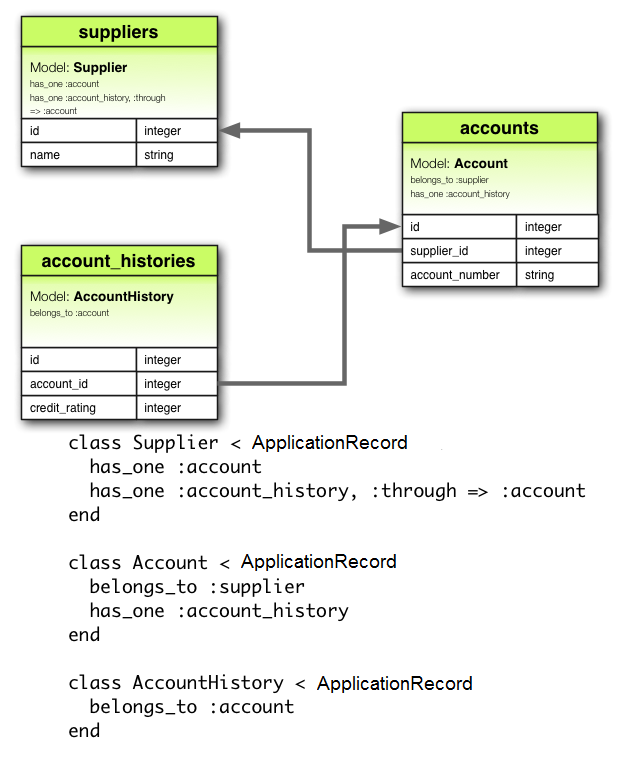 suppliers
Model: Supplier
has_one :account
has_one :account_history, :through
=> :account
id integer
name string
accounts
Model: Account
belongs_to :supplier
has_one :account_history
id integer
supplier_id integer
account_number string
account_histories
Model: AccountHistory
belongs_to :account
id integer
account_id integer
credit_rating integer
class Supplier < ApplicationRecord
  has_one :account
  has_one :account_history, :through => :account
end
class Account < ApplicationRecord
  belongs_to :supplier
  has_one :account_history
end
class AccountHistory < ApplicationRecord
  belongs_to :account
end